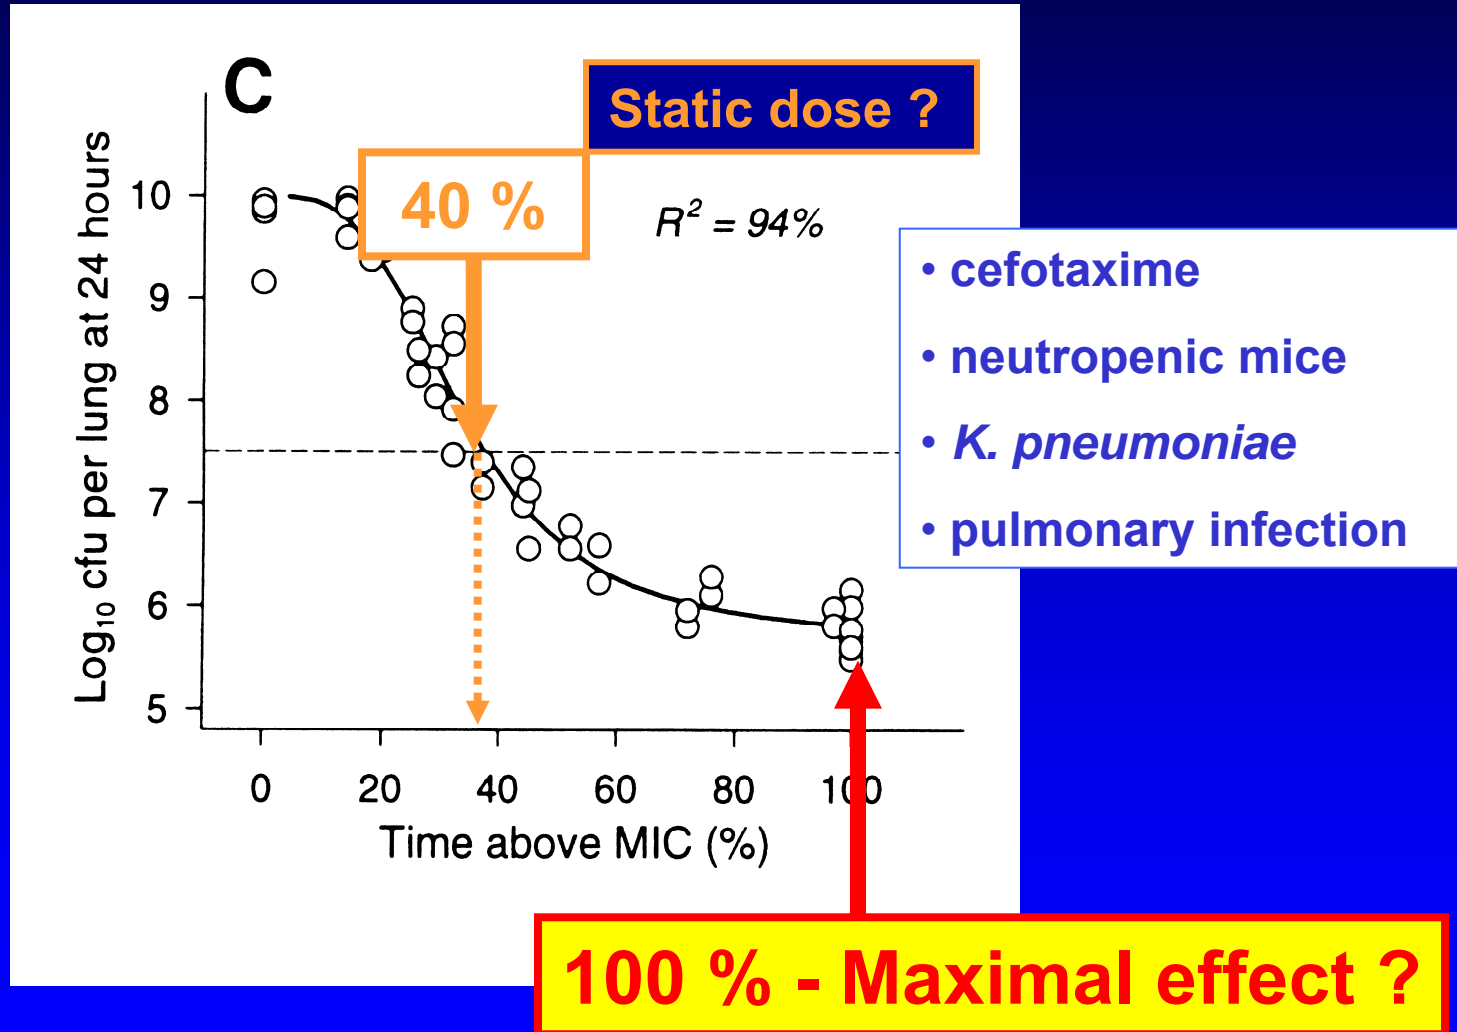 C
Static dose ?
40 %
R² = 94%
Log₁₀ cfu per lung at 24 hours
10
9
8
7
6
5
• cefotaxime
• neutropenic mice
• K. pneumoniae
• pulmonary infection
0 20 40 60 80 100
Time above MIC (%)
100 % - Maximal effect ?